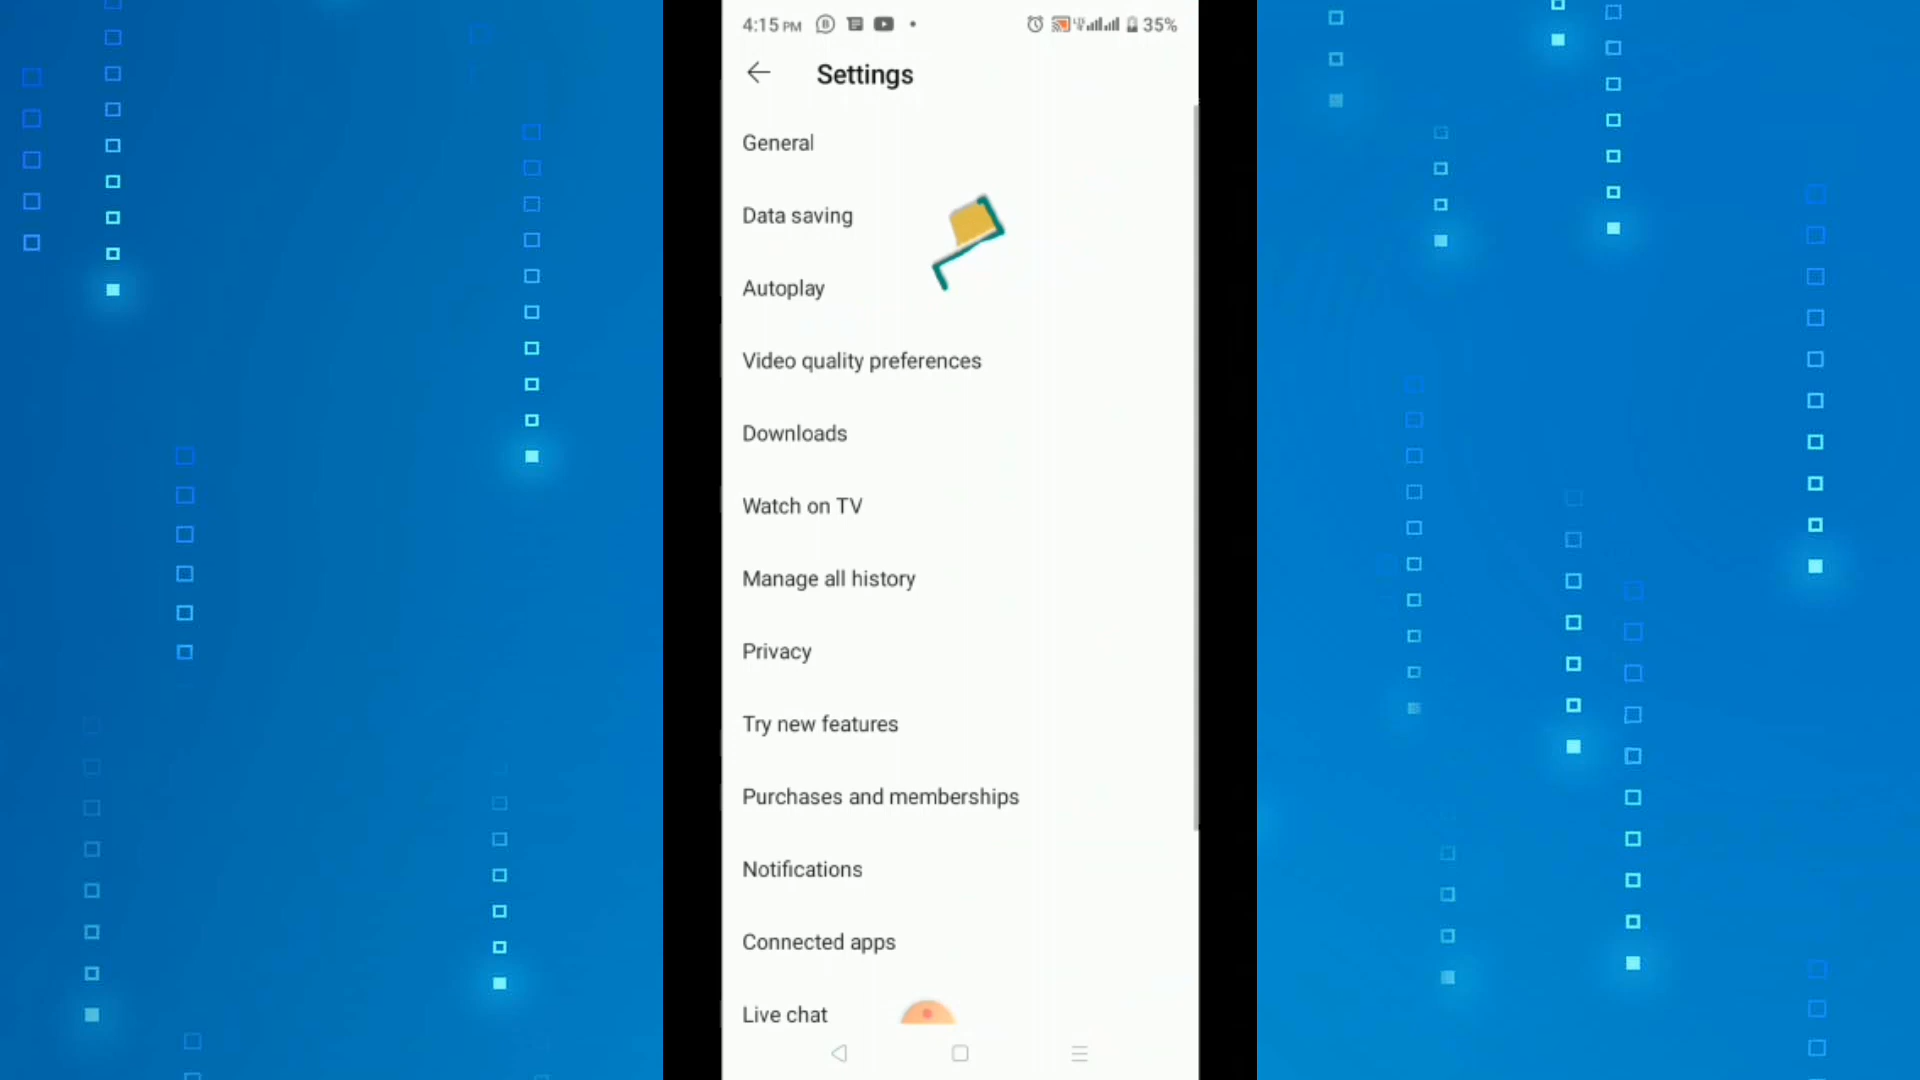 4:15 PM
35%
Settings
General
Data saving
Autoplay
Video quality preferences
Downloads
Watch on TV
Manage all history
Privacy
Try new features
Purchases and memberships
Notifications
Connected apps
Live chat